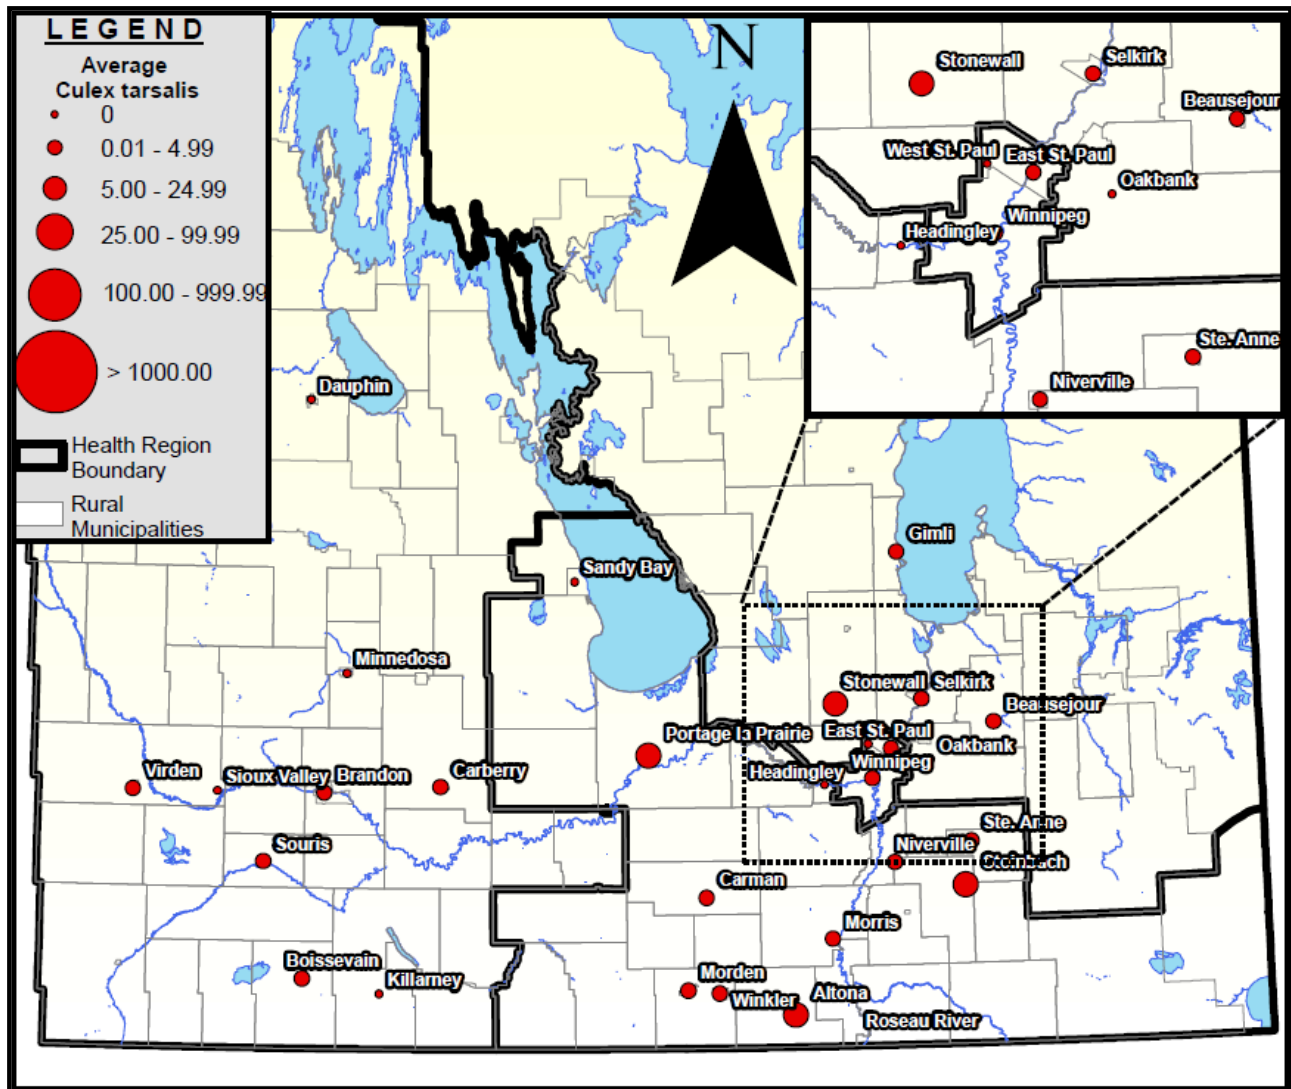 LEGEND
Average
Culex tarsalis
0
0.01 - 4.99
5.00 - 24.99
25.00 - 99.99
100.00 - 999.99
> 1000.00
Health Region
Boundary
Rural
Municipalities
N
Stonewall
Selkirk
Beausejour
West St. Paul
East St. Paul
Oakbank
Winnipeg
Headingley
Ste. Anne
Niverville
Dauphin
Gimli
Sandy Bay
Minnedosa
Stonewall
Selkirk
Beausejour
Portage la Prairie
East St. Paul
Oakbank
Headingley
Winnipeg
Virden
Sioux Valley
Brandon
Carberry
Ste. Anne
Niverville
Steinbach
Souris
Carman
Morris
Boissevain
Killarney
Morden
Winkler
Altona
Roseau River